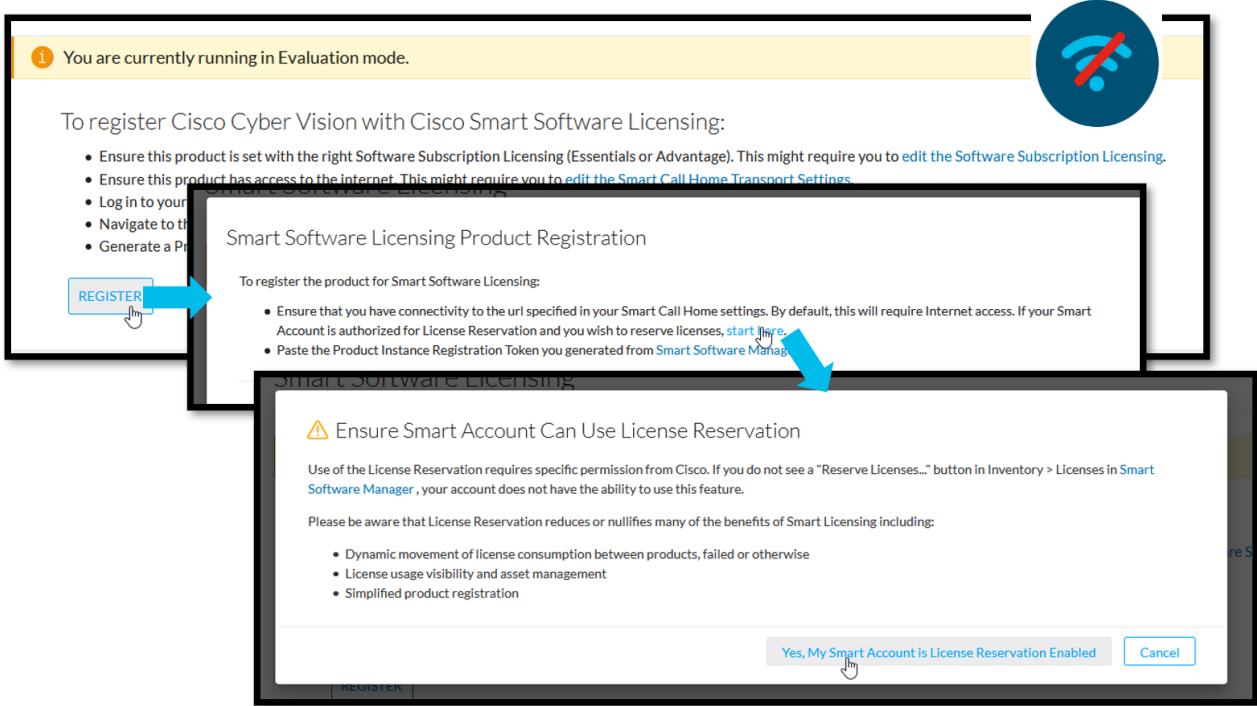 You are currently running in Evaluation mode.
To register Cisco Cyber Vision with Cisco Smart Software Licensing:
• Ensure this product is set with the right Software Subscription Licensing (Essentials or Advantage). This might require you to edit the Software Subscription Licensing.
• Ensure this product has access to the internet. This might require you to edit the Smart Call Home Transport Settings.
• Log in to your
• Navigate to th
• Generate a Pr
REGISTER
Smart Software Licensing
Smart Software Licensing Product Registration
To register the product for Smart Software Licensing:
• Ensure that you have connectivity to the url specified in your Smart Call Home settings. By default, this will require Internet access. If your Smart
Account is authorized for License Reservation and you wish to reserve licenses, start here.
• Paste the Product Instance Registration Token you generated from Smart Software Manag
Smart Software Licensing
Ensure Smart Account Can Use License Reservation
Use of the License Reservation requires specific permission from Cisco. If you do not see a "Reserve Licenses..." button in Inventory > Licenses in Smart
Software Manager , your account does not have the ability to use this feature.
Please be aware that License Reservation reduces or nullifies many of the benefits of Smart Licensing including:
• Dynamic movement of license consumption between products, failed or otherwise
• License usage visibility and asset management
• Simplified product registration
re S
Yes, My Smart Account is License Reservation Enabled
Cancel
REGISTER